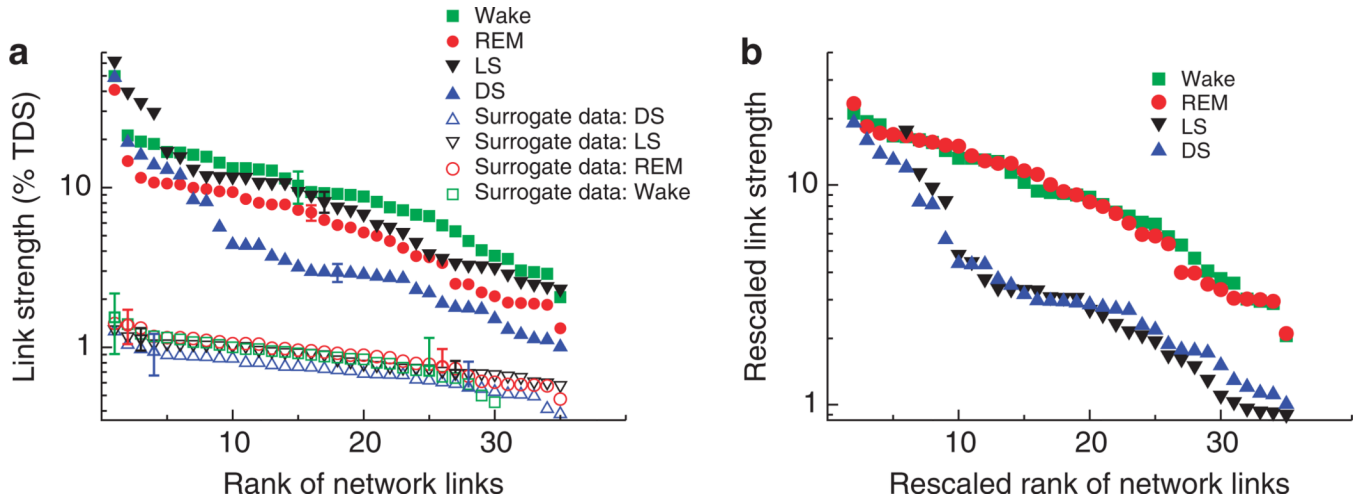 a
Wake
REM
LS
DS
Surrogate data: DS
Surrogate data: LS
Surrogate data: REM
Surrogate data: Wake
Link strength (% TDS)
10
1
10
20
30
Rank of network links
b
Wake
REM
LS
DS
Rescaled link strength
10
1
10
20
30
Rescaled rank of network links